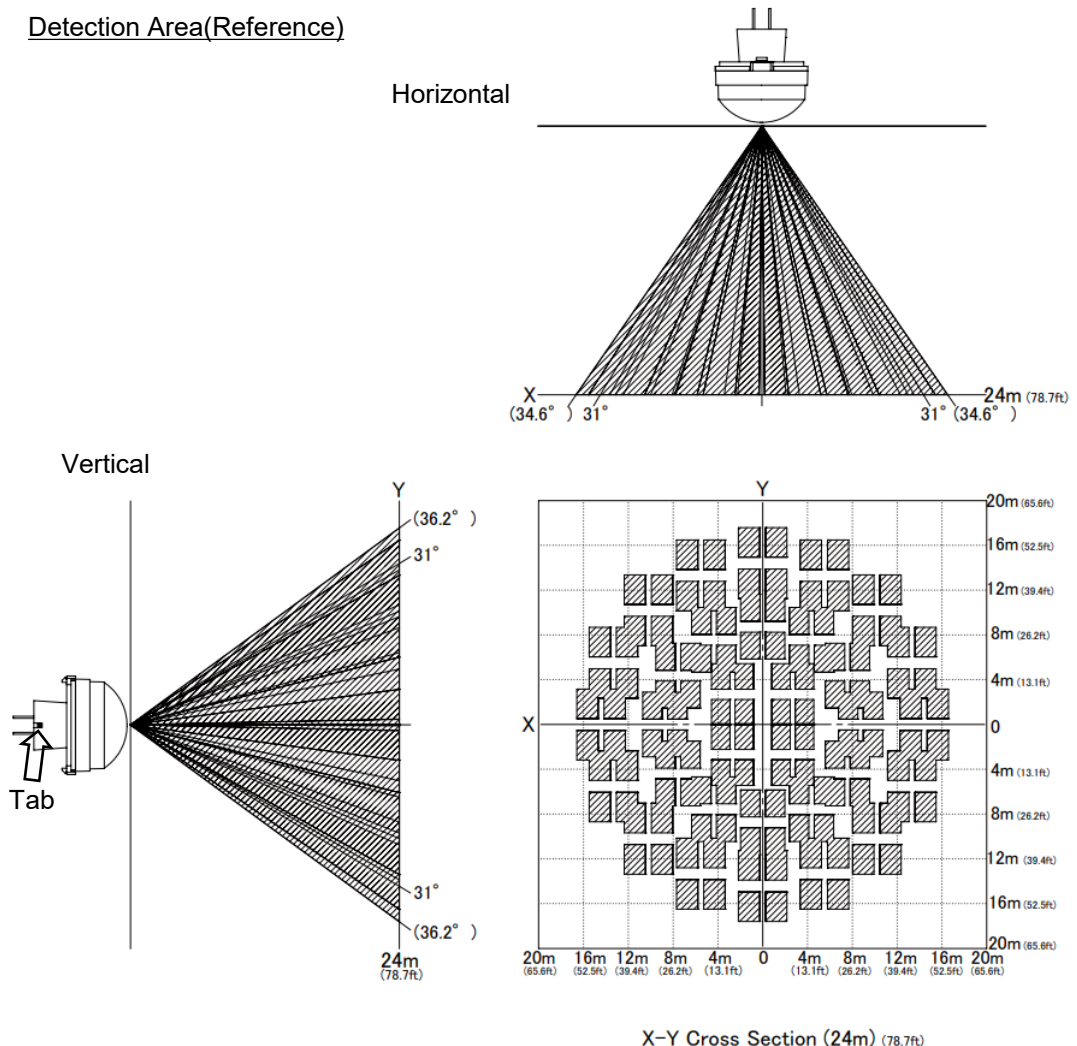 Detection Area(Reference)
Horizontal
X 24m (78.7ft)
(34.6° ) 31° 31° (34.6° )
Vertical
Y
(36.2° )
31°
Tab
31°
(36.2° )
24m
(78.7ft)
Y
20m (65.6ft)
16m (52.5ft)
12m (39.4ft)
8m (26.2ft)
4m (13.1ft)
X 0
4m (13.1ft)
8m (26.2ft)
12m (39.4ft)
16m (52.5ft)
20m (65.6ft)
20m 16m 12m 8m 4m 0 4m 8m 12m 16m 20m
(65.6ft) (52.5ft) (39.4ft) (26.2ft) (13.1ft) (13.1ft) (26.2ft) (39.4ft) (52.5ft) (65.6ft)
X-Y Cross Section (24m) (78.7ft)